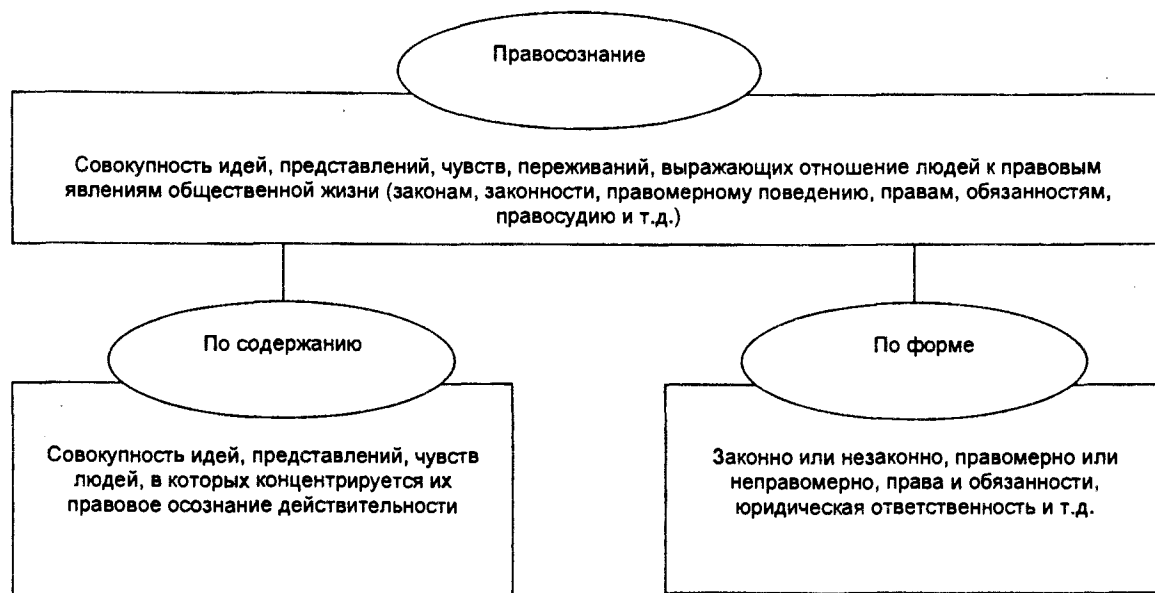 Правосознание
Совокупность идей, представлений, чувств, переживаний, выражающих отношение людей к правовым
явлениям общественной жизни (законам, законности, правомерному поведению, правам, обязанностям,
правосудию и т.д.)
По содержанию
По форме
Совокупность идей, представлений, чувств
людей, в которых концентрируется их
правовое осознание действительности
Законно или незаконно, правомерно или
неправомерно, права и обязанности,
юридическая ответственность и т.д.